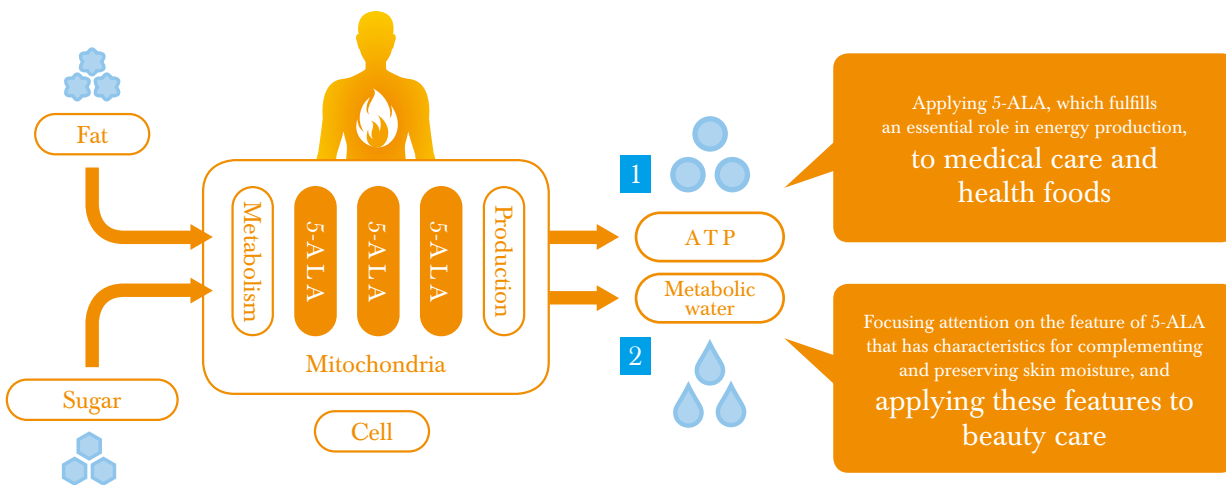 Fat
Sugar
Metabolism
5-ALA
5-ALA
5-ALA
Production
Mitochondria
Cell
1
ATP
Metabolic
water
2
Applying 5-ALA, which fulfills
an essential role in energy production,
to medical care and
health foods
Focusing attention on the feature of 5-ALA
that has characteristics for complementing
and preserving skin moisture, and
applying these features to
beauty care